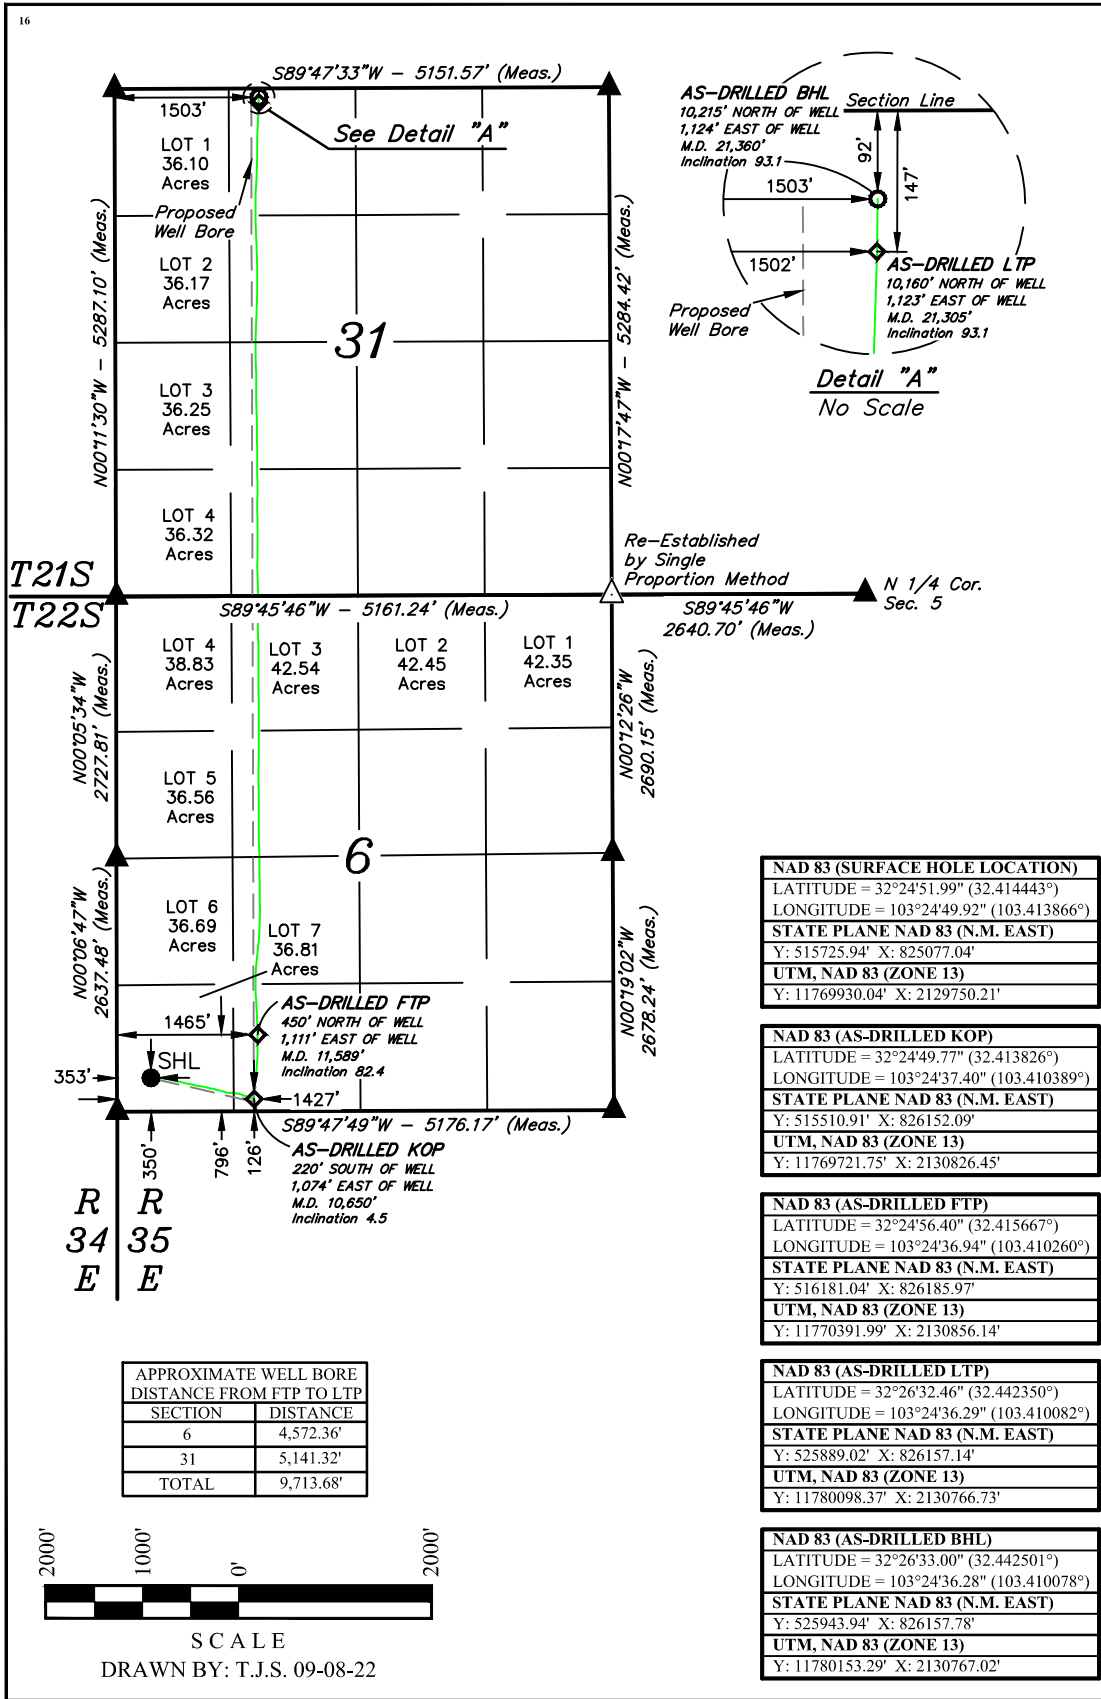 16
S89°47'33"W - 5151.57' (Meas.)
1503'
See Detail "A"
LOT 1
36.10
Acres
Proposed
Well Bore
N00°11'30"W - 5287.10' (Meas.)
N00°17'47"W - 5284.42' (Meas.)
LOT 2
36.17
Acres
31
LOT 3
36.25
Acres
LOT 4
36.32
Acres
AS-DRILLED BHL
10,215' NORTH OF WELL
1,124' EAST OF WELL
M.D. 21,360'
Inclination 93.1
Section Line
92'
147'
1503'
1502'
AS-DRILLED LTP
10,160' NORTH OF WELL
1,123' EAST OF WELL
M.D. 21,305'
Inclination 93.1
Proposed
Well Bore
Detail "A"
No Scale
Re-Established
by Single
Proportion Method
N 1/4 Cor.
Sec. 5
T21S
T22S
S89°45'46"W - 5161.24' (Meas.)
S89°45'46"W
2640.70' (Meas.)
LOT 4
38.83
Acres
LOT 3
42.54
Acres
LOT 2
42.45
Acres
LOT 1
42.35
Acres
N00°05'34"W
2727.81' (Meas.)
N00°12'26"W
2690.15' (Meas.)
LOT 5
36.56
Acres
6
LOT 6
36.69
Acres
LOT 7
36.81
Acres
N00°06'47"W
2637.48' (Meas.)
N00°19'02"W
2678.24' (Meas.)
AS-DRILLED FTP
450' NORTH OF WELL
1,111' EAST OF WELL
M.D. 11,589'
Inclination 82.4
1465'
SHL
353'
1427'
S89°47'49"W - 5176.17' (Meas.)
350'
796'
126'
AS-DRILLED KOP
220' SOUTH OF WELL
1,074' EAST OF WELL
M.D. 10,650'
Inclination 4.5
R R
34 35
E E
NAD 83 (SURFACE HOLE LOCATION)
LATITUDE = 32°24'51.99" (32.414443°)
LONGITUDE = 103°24'49.92" (103.413866°)
STATE PLANE NAD 83 (N.M. EAST)
Y: 515725.94' X: 825077.04'
UTM, NAD 83 (ZONE 13)
Y: 11769930.04' X: 2129750.21'
NAD 83 (AS-DRILLED KOP)
LATITUDE = 32°24'49.77" (32.413826°)
LONGITUDE = 103°24'37.40" (103.410389°)
STATE PLANE NAD 83 (N.M. EAST)
Y: 515510.91' X: 826152.09'
UTM, NAD 83 (ZONE 13)
Y: 11769721.75' X: 2130826.45'
NAD 83 (AS-DRILLED FTP)
LATITUDE = 32°24'56.40" (32.415667°)
LONGITUDE = 103°24'36.94" (103.410260°)
STATE PLANE NAD 83 (N.M. EAST)
Y: 516181.04' X: 826185.97'
UTM, NAD 83 (ZONE 13)
Y: 11770391.99' X: 2130856.14'
NAD 83 (AS-DRILLED LTP)
LATITUDE = 32°26'32.46" (32.442350°)
LONGITUDE = 103°24'36.29" (103.410082°)
STATE PLANE NAD 83 (N.M. EAST)
Y: 525889.02' X: 826157.14'
UTM, NAD 83 (ZONE 13)
Y: 11780098.37' X: 2130766.73'
NAD 83 (AS-DRILLED BHL)
LATITUDE = 32°26'33.00" (32.442501°)
LONGITUDE = 103°24'36.28" (103.410078°)
STATE PLANE NAD 83 (N.M. EAST)
Y: 525943.94' X: 826157.78'
UTM, NAD 83 (ZONE 13)
Y: 11780153.29' X: 2130767.02'
APPROXIMATE WELL BORE
DISTANCE FROM FTP TO LTP
SECTION DISTANCE
6 4,572.36'
31 5,141.32'
TOTAL 9,713.68'
2000' 1000' 0' 2000'
SCALE
DRAWN BY: T.J.S. 09-08-22